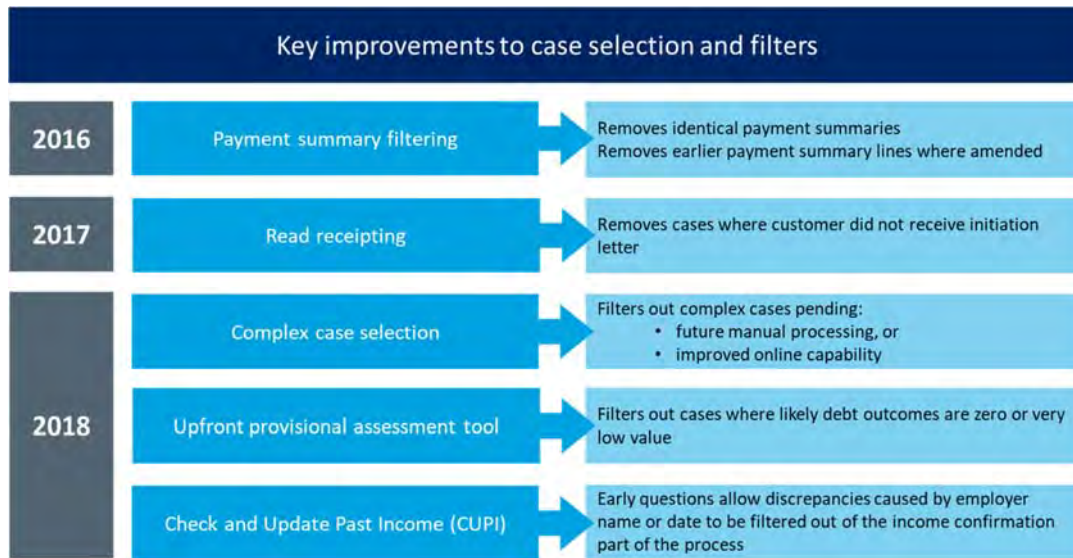 Key improvements to case selection and filters
2016
Payment summary filtering
Removes identical payment summaries
Removes earlier payment summary lines where amended
2017
Read receipting
Removes cases where customer did not receive initiation
letter
2018
Complex case selection
Filters out complex cases pending:
• future manual processing, or
• improved online capability
Upfront provisional assessment tool
Filters out cases where likely debt outcomes are zero or very
low value
Check and Update Past Income (CUPI)
Early questions allow discrepancies caused by employer
name or date to be filtered out of the income confirmation
part of the process